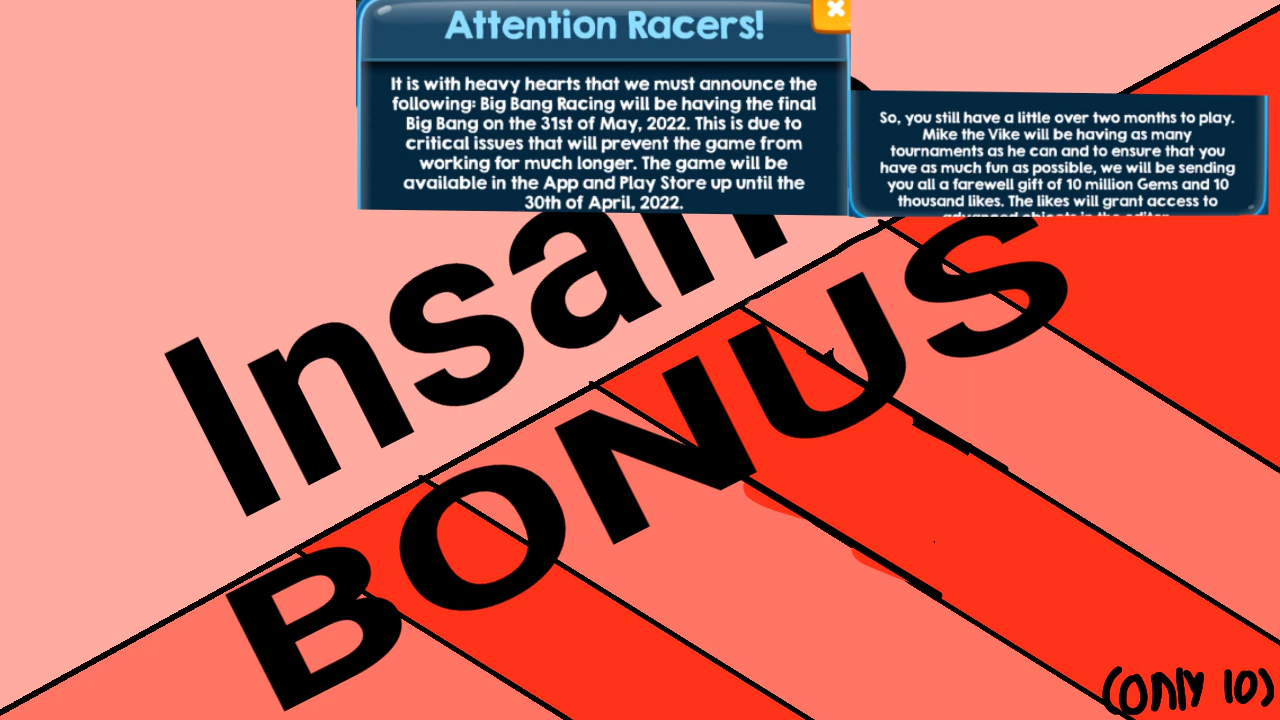 Attention Racers!
It is with heavy hearts that we must announce the
following: Big Bang Racing will be having the final
Big Bang on the 31st of May, 2022. This is due to
critical issues that will prevent the game from
working for much longer. The game will be
available in the App and Play Store up until the
30th of April, 2022.
So, you still have a little over two months to play.
Mike the Vike will be having as many
tournaments as he can and to ensure that you
have as much fun as possible, we will be sending
you all a farewell gift of 10 million Gems and 10
thousand likes. The likes will grant access to
advanced objects in the editor.
BONUS
(only 10)